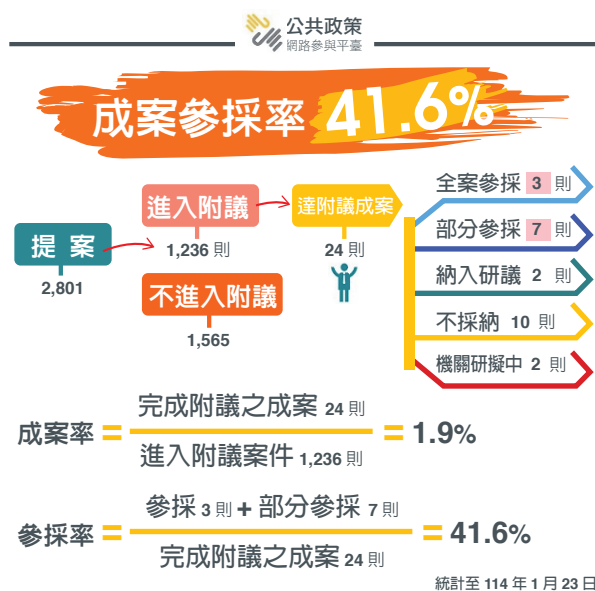 公共政策
網路參與平臺
成案參採率 41.6%
提案
2,801
進入附議
1,236 則
不進入附議
1,565
達附議成案
24 則
全案參採 3 則
部分參採 7 則
納入研議 2 則
不採納 10 則
機關研擬中 2 則
成案率 = 完成附議之成案 24 則
進入附議案件 1,236 則
= 1.9%
參採率 = 參採 3 則 + 部分參採 7 則
完成附議之成案 24 則
= 41.6%
統計至 114 年 1 月 23 日